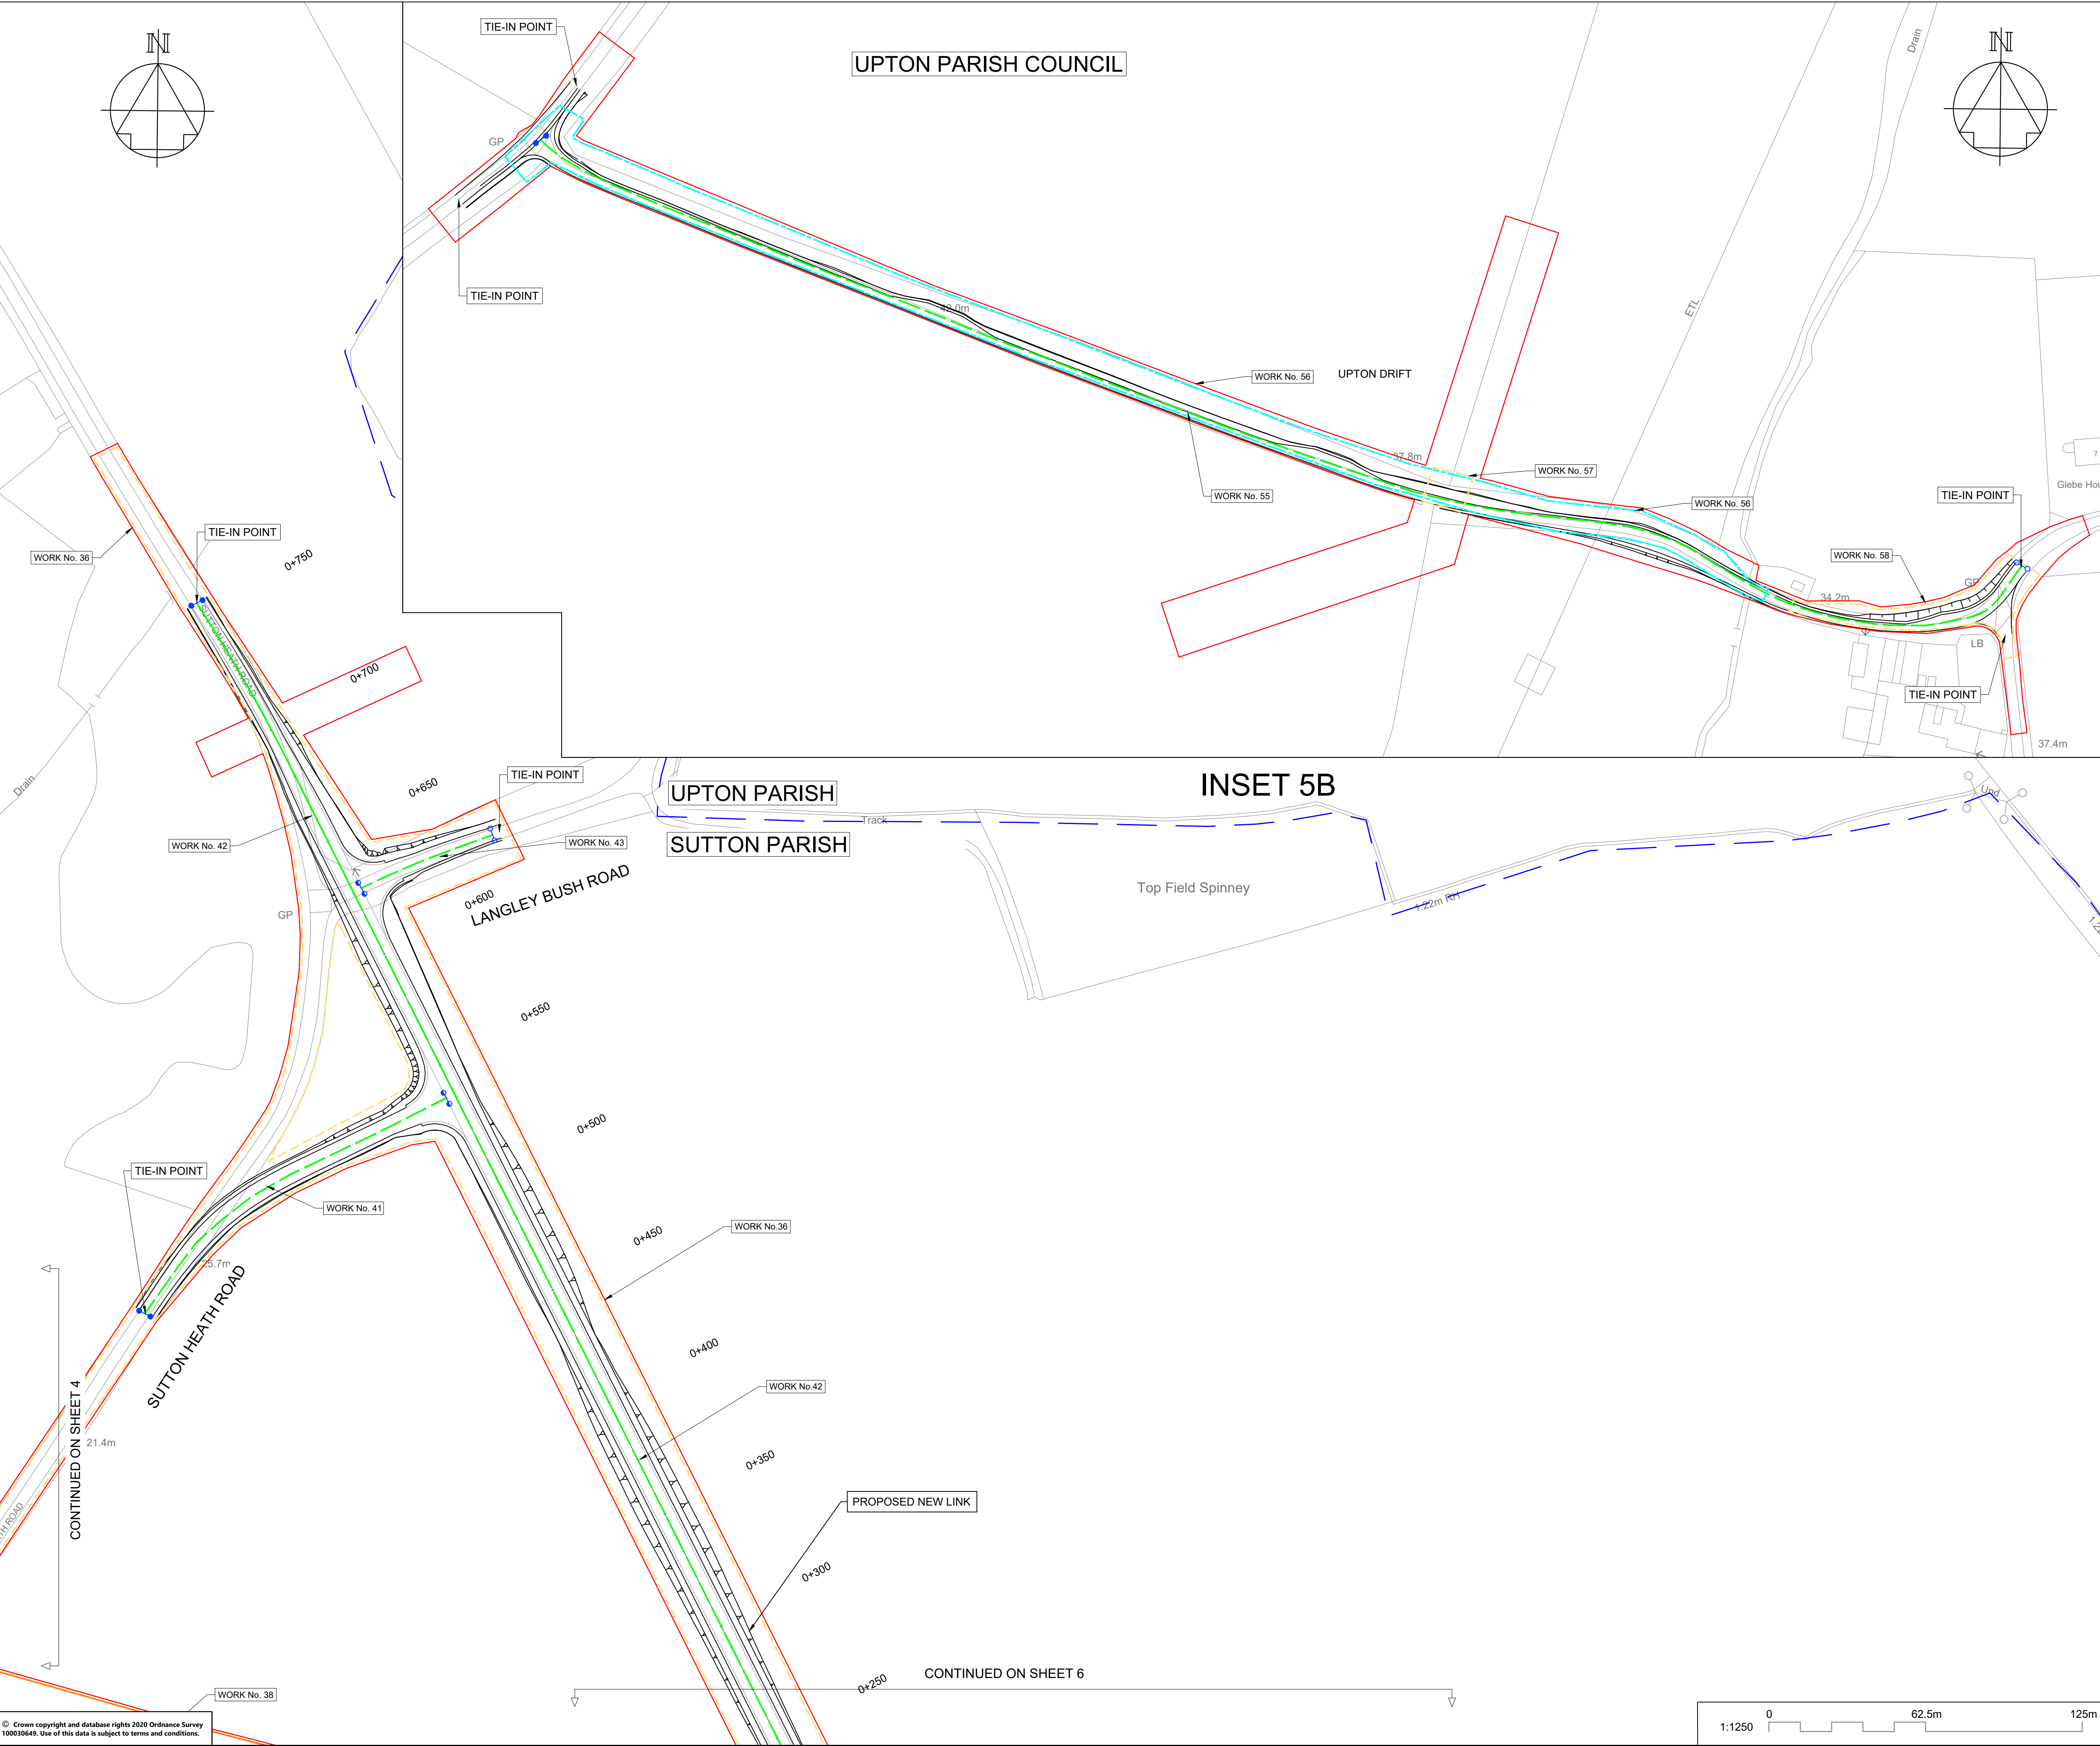 N
TIE-IN POINT
UPTON PARISH COUNCIL
N
Drain
GP
TIE-IN POINT
42.0m
ETL
WORK No. 56
UPTON DRIFT
37.8m
WORK No. 57
WORK No. 55
WORK No. 56
TIE-IN POINT
Glebe Hou
?
WORK No. 58
GP
34.2m
LB
TIE-IN POINT
37.4m
WORK No. 36
TIE-IN POINT
0+750
SUTTON HEATH ROAD
0+700
Drain
0+650
TIE-IN POINT
UPTON PARISH
INSET 5B
Und
Track
WORK No. 42
WORK No. 43
SUTTON PARISH
0+600
LANGLEY BUSH ROAD
Top Field Spinney
1.22m RH
1.22
GP
0+550
0+500
TIE-IN POINT
WORK No. 41
0+450
WORK No.36
25.7m
SUTTON HEATH ROAD
0+400
WORK No.42
CONTINUED ON SHEET 4
21.4m
0+350
TH ROAD
PROPOSED NEW LINK
0+300
CONTINUED ON SHEET 6
0+250
WORK No. 38
© Crown copyright and database rights 2020 Ordnance Survey
100030649. Use of this data is subject to terms and conditions.
0 62.5m 125m
1:1250